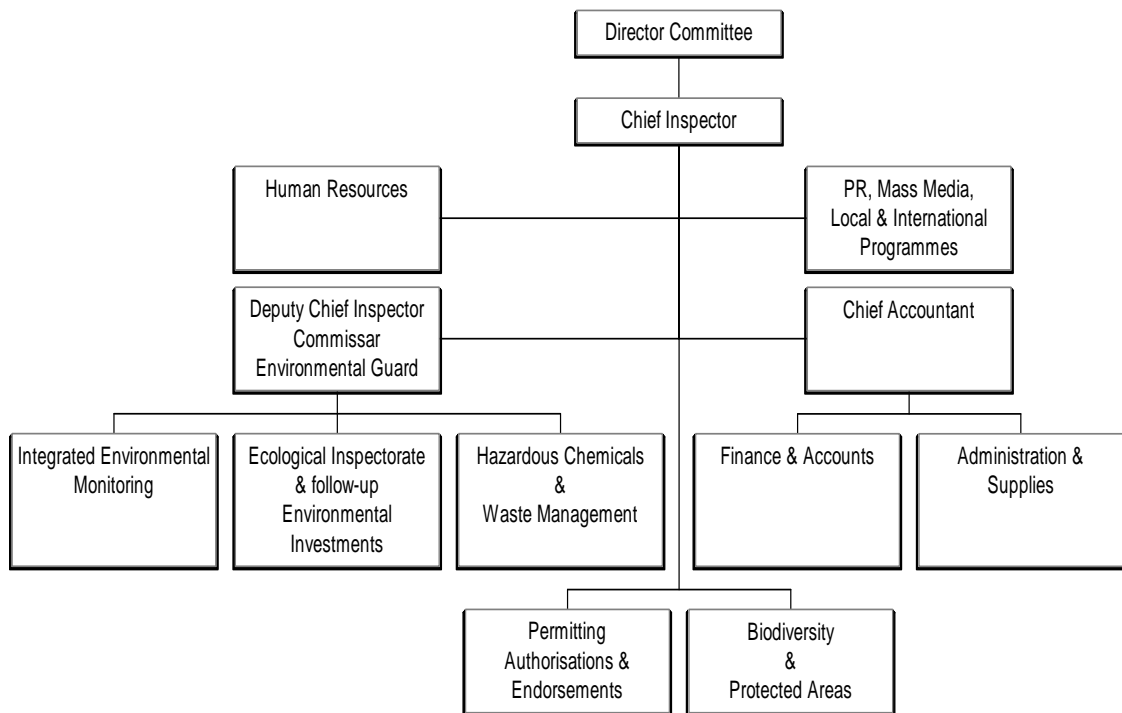 Director Committee
Chief Inspector
Human Resources
PR, Mass Media,
Local & International
Programmes
Deputy Chief Inspector
Commissar
Environmental Guard
Chief Accountant
Integrated Environmental
Monitoring
Ecological Inspectorate
& follow-up
Environmental
Investments
Hazardous Chemicals
&
Waste Management
Finance & Accounts
Administration &
Supplies
Permitting
Authorisations &
Endorsements
Biodiversity
&
Protected Areas